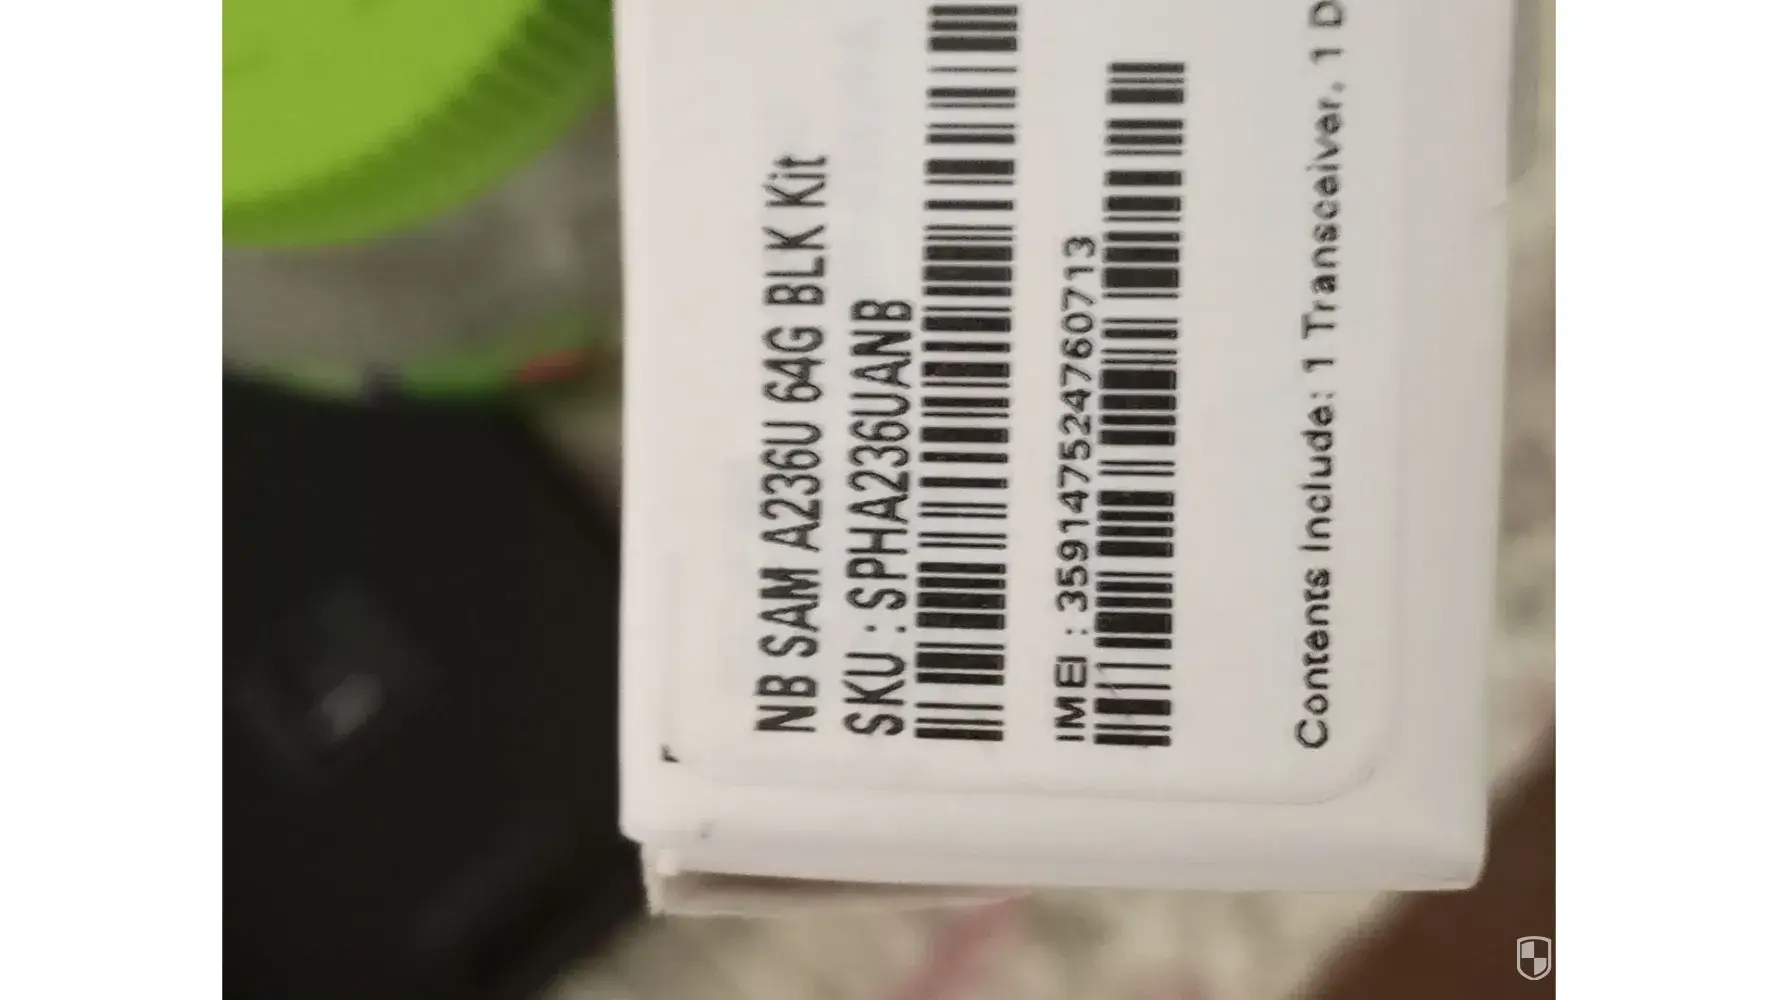 NB SAM A236U 64G BLK Kit
SKU : SPHA236UANB
IMEI : 359147524760713
Contents Include: 1 Transceiver, 1 D